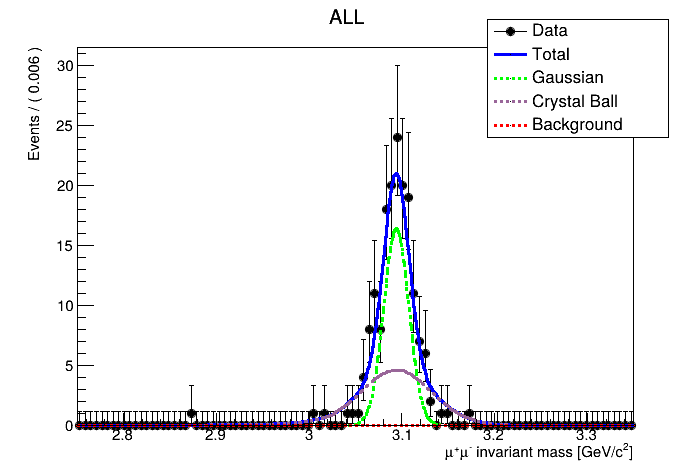 ALL
Data
Total
Gaussian
Crystal Ball
Background
Events / ( 0.006 )
30
25
20
15
10
5
0
2.8 2.9 3 3.1 3.2 3.3
μ⁺μ⁻ invariant mass [GeV/c²]